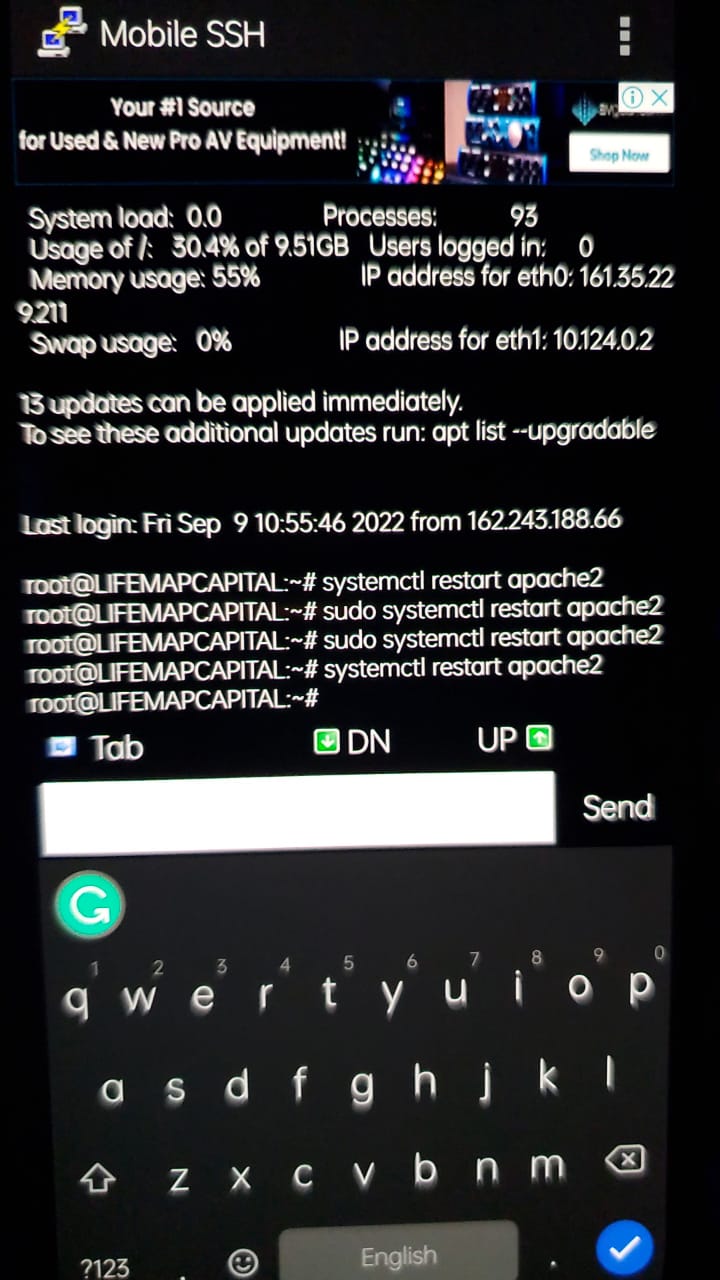 Mobile SSH
Your #1 Source
for Used & New Pro AV Equipment!
Shop Now
System load: 0.0 Processes: 93
Usage of /: 30.4% of 9.51GB Users logged in: 0
Memory usage: 55% IP address for eth0: 161.35.22
9.211
Swap usage: 0% IP address for eth1: 10.124.0.2
13 updates can be applied immediately.
To see these additional updates run: apt list --upgradable
Last login: Fri Sep 9 10:55:46 2022 from 162.243.188.66
root@LIFEMAPCAPITAL:~# systemctl restart apache2
root@LIFEMAPCAPITAL:~# sudo systemctl restart apache2
root@LIFEMAPCAPITAL:~# sudo systemctl restart apache2
root@LIFEMAPCAPITAL:~# systemctl restart apache2
root@LIFEMAPCAPITAL:~#
Tab DN UP
Send
G
1 2 3 4 5 6 7 8 9 0
q w e r t y u i o p
a s d f g h j k l
z x c v b n m
?123 , English .